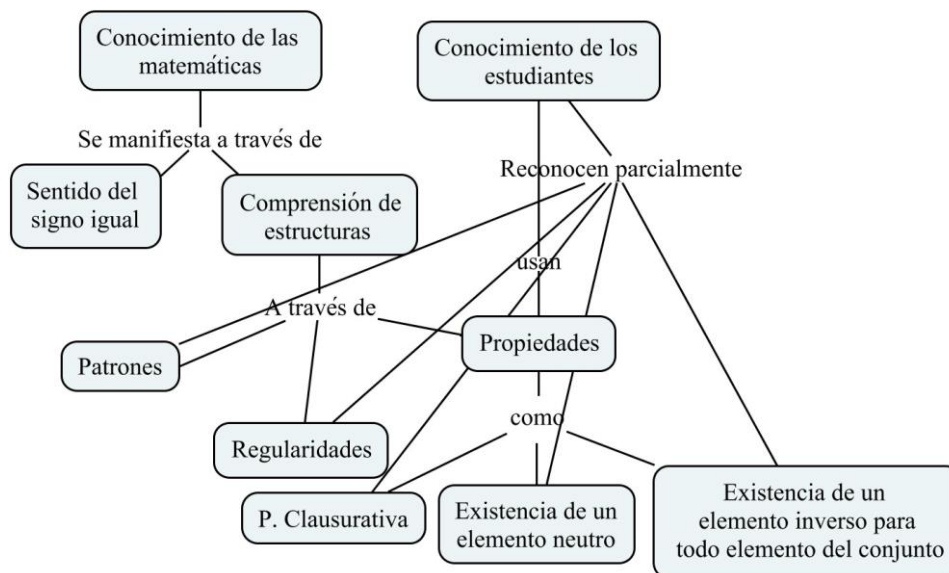 Conocimiento de las
matemáticas
Conocimiento de los
estudiantes
Se manifiesta a través de
Reconocen parcialmente
Sentido del
signo igual
Comprensión de
estructuras
usan
A través de
Patrones
Propiedades
como
Regularidades
P. Clausurativa
Existencia de un
elemento neutro
Existencia de un
elemento inverso para
todo elemento del conjunto